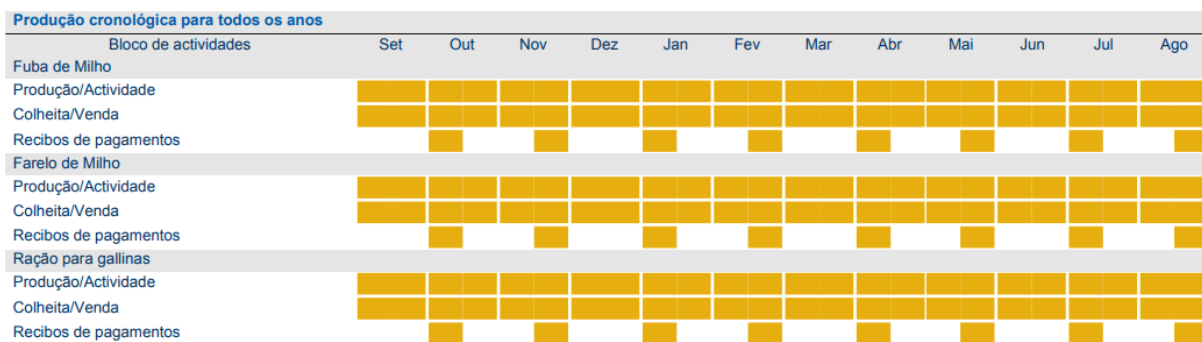 Produção cronológica para todos os anos
Bloco de actividades Set Out Nov Dez Jan Fev Mar Abr Mai Jun Jul Ago
Fuba de Milho
Produção/Actividade
Colheita/Venda
Recibos de pagamentos
Farelo de Milho
Produção/Actividade
Colheita/Venda
Recibos de pagamentos
Ração para gallinas
Produção/Actividade
Colheita/Venda
Recibos de pagamentos